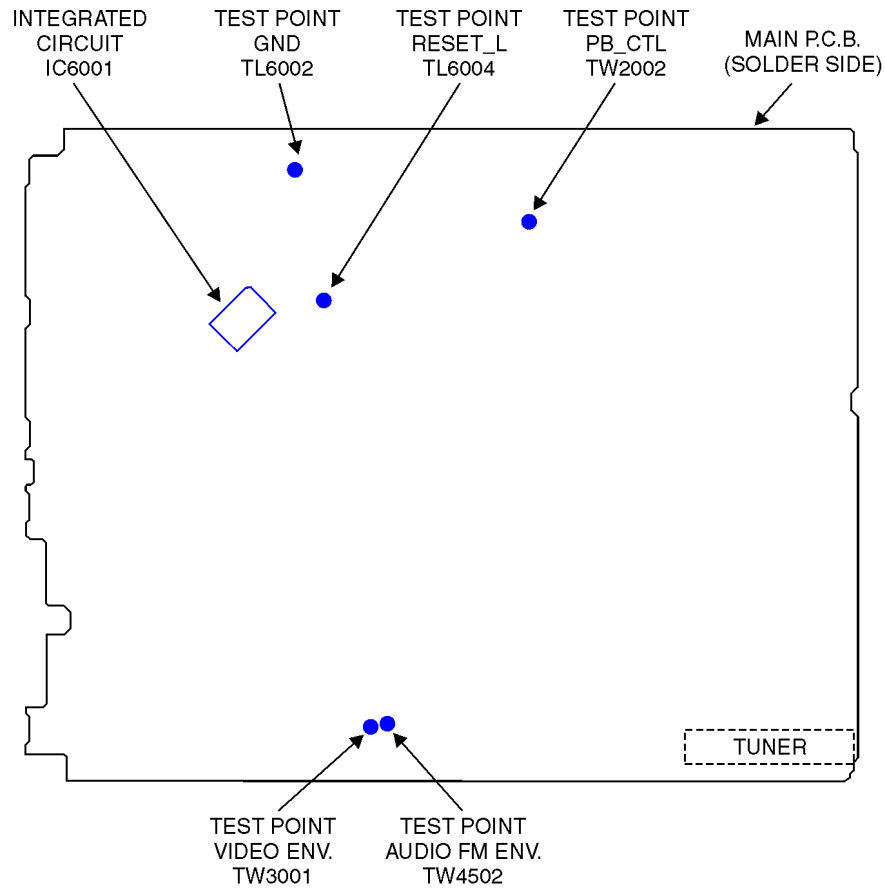 INTEGRATED
CIRCUIT
IC6001
TEST POINT
GND
TL6002
TEST POINT
RESET_L
TL6004
TEST POINT
PB_CTL
TW2002
MAIN P.C.B.
(SOLDER SIDE)
TUNER
TEST POINT
VIDEO ENV.
TW3001
TEST POINT
AUDIO FM ENV.
TW4502